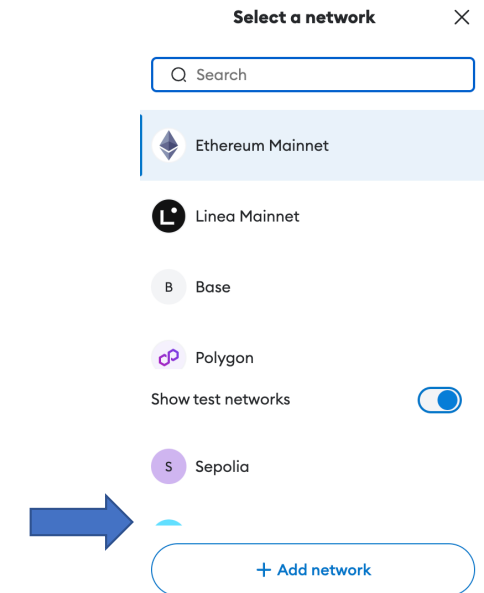 Select a network
Search
Ethereum Mainnet
L
Linea Mainnet
B
Base
Polygon
Show test networks
S
Sepolia
+ Add network